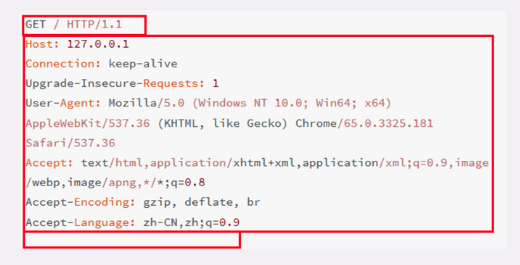 GET / HTTP/1.1
Host: 127.0.0.1
Connection: keep-alive
Upgrade-Insecure-Requests: 1
User-Agent: Mozilla/5.0 (Windows NT 10.0; Win64; x64)
AppleWebKit/537.36 (KHTML, like Gecko) Chrome/65.0.3325.181
Safari/537.36
Accept: text/html,application/xhtml+xml,application/xml;q=0.9,image
/webp,image/apng,*/*;q=0.8
Accept-Encoding: gzip, deflate, br
Accept-Language: zh-CN,zh;q=0.9